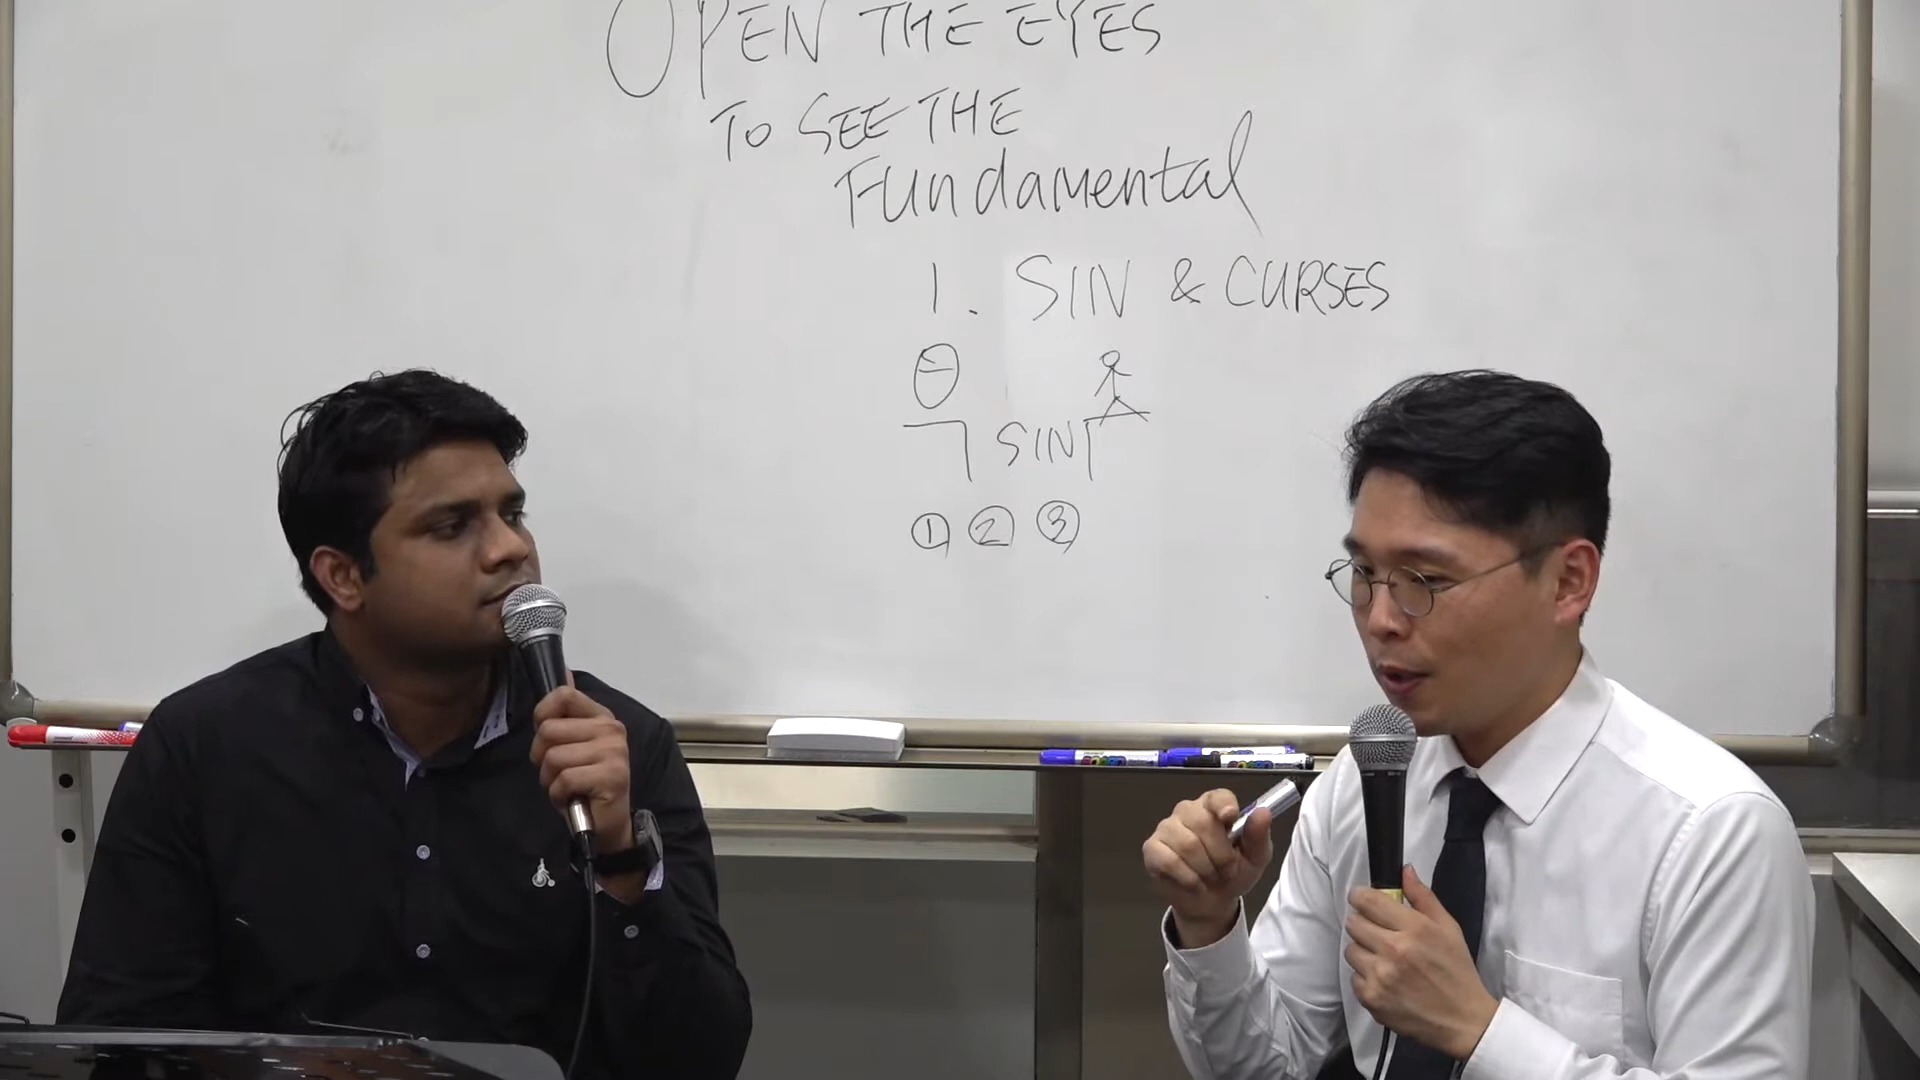 OPEN THE EYES
TO SEE THE
Fundamental
1. SIN & CURSES
SIN
① ② ③